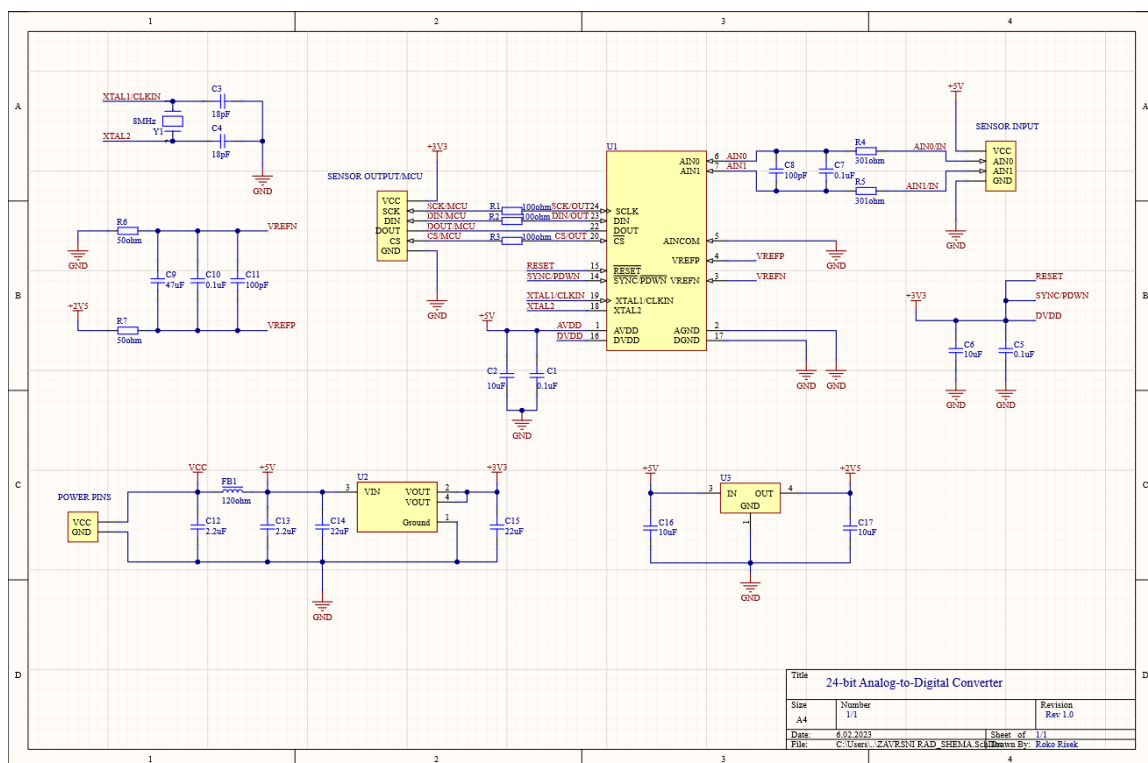 1 2 3 4
A
XTAL1/CLKIN
8MHz
Y1
XTAL2
C3
18pF
C4
18pF
GND
R6
50ohm
GND
VREFN
C9
47uF
C10
0.1uF
C11
100pF
+2V5
R7
50ohm
VREFP
SENSOR OUTPUT/MCU
+3V3
VCC
SCK
DIN
DOUT
CS
GND
SCK/MCU
DIN/MCU
DOUT/MCU
CS/MCU
R1 100ohm
R2 100ohm
R3 100ohm
SCK/OUT 24
DIN/OUT 23
22
CS/OUT 20
GND
RESET 15
SYNC/PDWN 14
XTAL1/CLKIN 19
XTAL2 18
+5V
AVDD 1
DVDD 16
C2
10uF
C1
0.1uF
GND
U1
SCLK
DIN
DOUT
CS
RESET
SYNC/PDWN
XTAL1/CLKIN
XTAL2
AVDD
DVDD
AIN0 6 AIN0
AIN1 7 AIN1
AINCOM 5
VREFP 4 VREFP
VREFN 3 VREFN
AGND 2
DGND 17
GND
GND GND
C8
100pF
C7
0.1uF
R4
301ohm
R5
301ohm
AIN0/IN
AIN1/IN
+5V
SENSOR INPUT
VCC
AIN0
AIN1
GND
GND
+3V3
RESET
SYNC/PDWN
DVDD
C6
10uF
C5
0.1uF
GND GND
POWER PINS
VCC
GND
VCC
FB1
120ohm
+5V
C12
2.2uF
C13
2.2uF
C14
22uF
U2
3 VIN VOUT 2
VOUT 4
Ground 1
+3V3
C15
22uF
GND
+5V
C16
10uF
U3
3 IN OUT 4
GND
1
+2V5
C17
10uF
GND
B
C
D
A
B
C
D
Title
24-bit Analog-to-Digital Converter
Size Number Revision
A4 1/1 Rev 1.0
Date: 6.02.2023 Sheet of 1/1
File: C:\Users\...\ZAVRSNI RAD_SHEMA.Sch Drawn By: Roko Risek
1 2 3 4